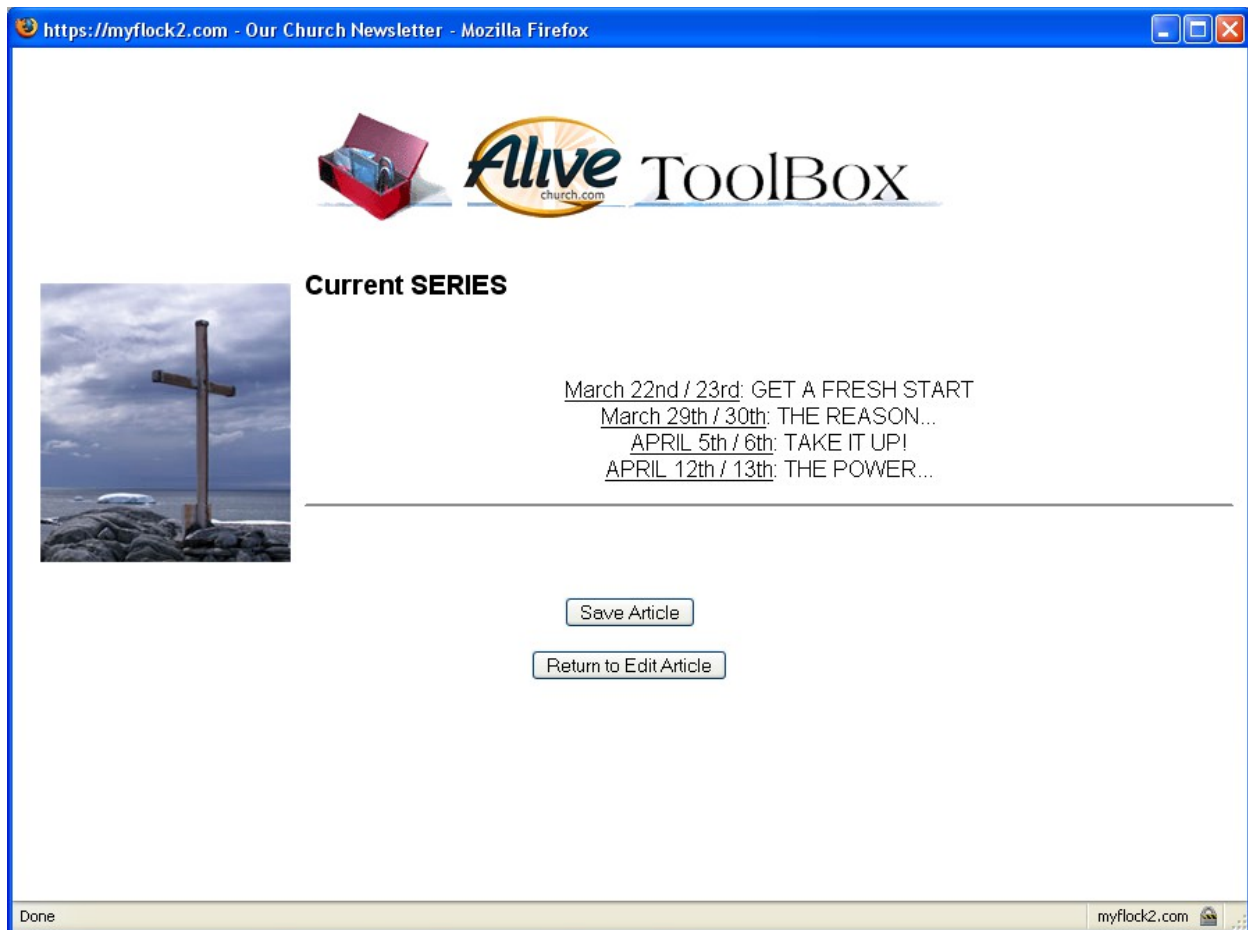 https://myflock2.com - Our Church Newsletter - Mozilla Firefox
Alive
church.com
ToolBox
Current SERIES
March 22nd / 23rd: GET A FRESH START
March 29th / 30th: THE REASON...
APRIL 5th / 6th: TAKE IT UP!
APRIL 12th / 13th: THE POWER...
Save Article
Return to Edit Article
Done
myflock2.com